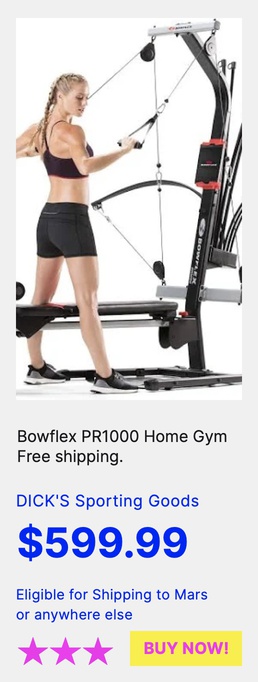 BOWFLEX
Bowflex PR1000 Home Gym
Free shipping.
DICK'S Sporting Goods
$599.99
Eligible for Shipping to Mars
or anywhere else
BUY NOW!